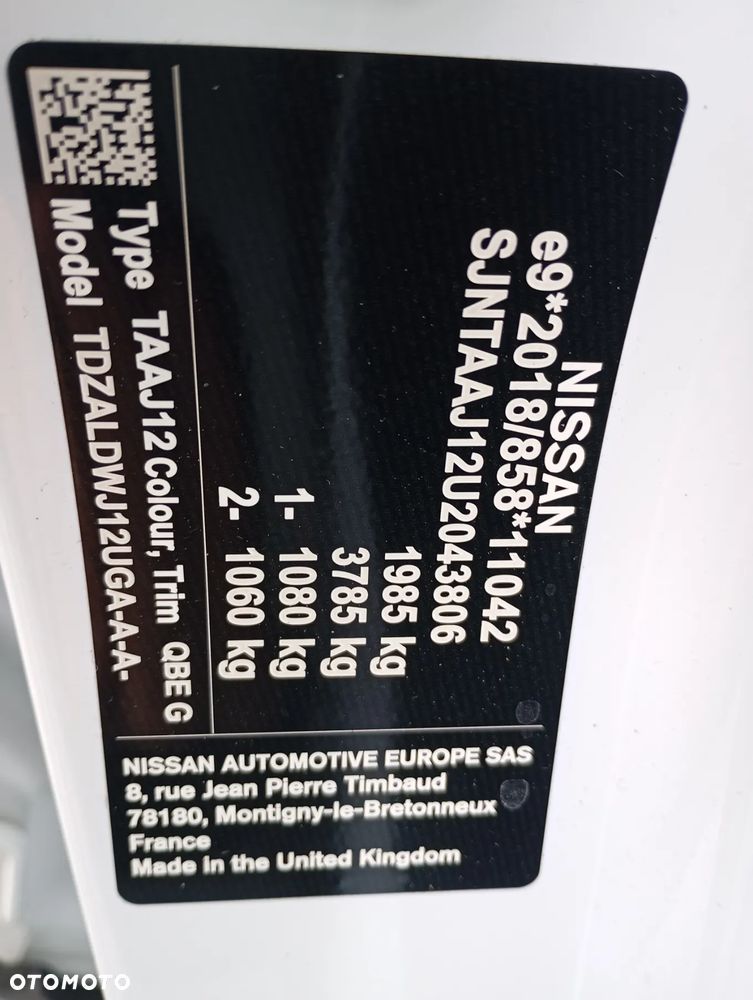 NISSAN
e9*2018/858*11042
SJNTAAJ12U2043806
1985 kg
3785 kg
1- 1080 kg
2- 1060 kg
Type TAAJ12 Colour, Trim QBE G
Model TDZALDWJ12UGA-A-A-
NISSAN AUTOMOTIVE EUROPE SAS
8, rue Jean Pierre Timbaud
78180, Montigny-le-Bretonneux
France
Made in the United Kingdom
OTOMOTO